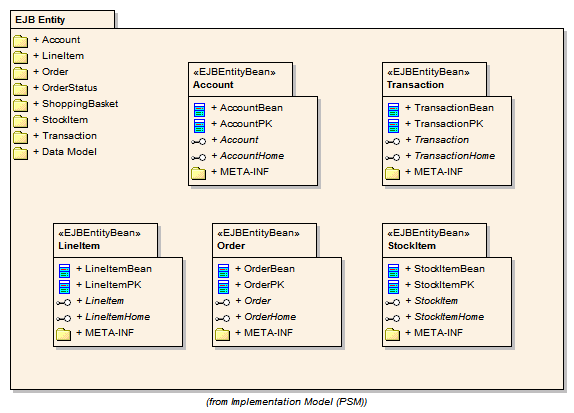 EJB Entity
+ Account
+ LineItem
+ Order
+ OrderStatus
+ ShoppingBasket
+ StockItem
+ Transaction
+ Data Model
«EJBEntityBean»
Account
+ AccountBean
+ AccountPK
+ Account
+ AccountHome
+ META-INF
«EJBEntityBean»
Transaction
+ TransactionBean
+ TransactionPK
+ Transaction
+ TransactionHome
+ META-INF
«EJBEntityBean»
LineItem
+ LineItemBean
+ LineItemPK
+ LineItem
+ LineItemHome
+ META-INF
«EJBEntityBean»
Order
+ OrderBean
+ OrderPK
+ Order
+ OrderHome
+ META-INF
«EJBEntityBean»
StockItem
+ StockItemBean
+ StockItemPK
+ StockItem
+ StockItemHome
+ META-INF
(from Implementation Model (PSM))